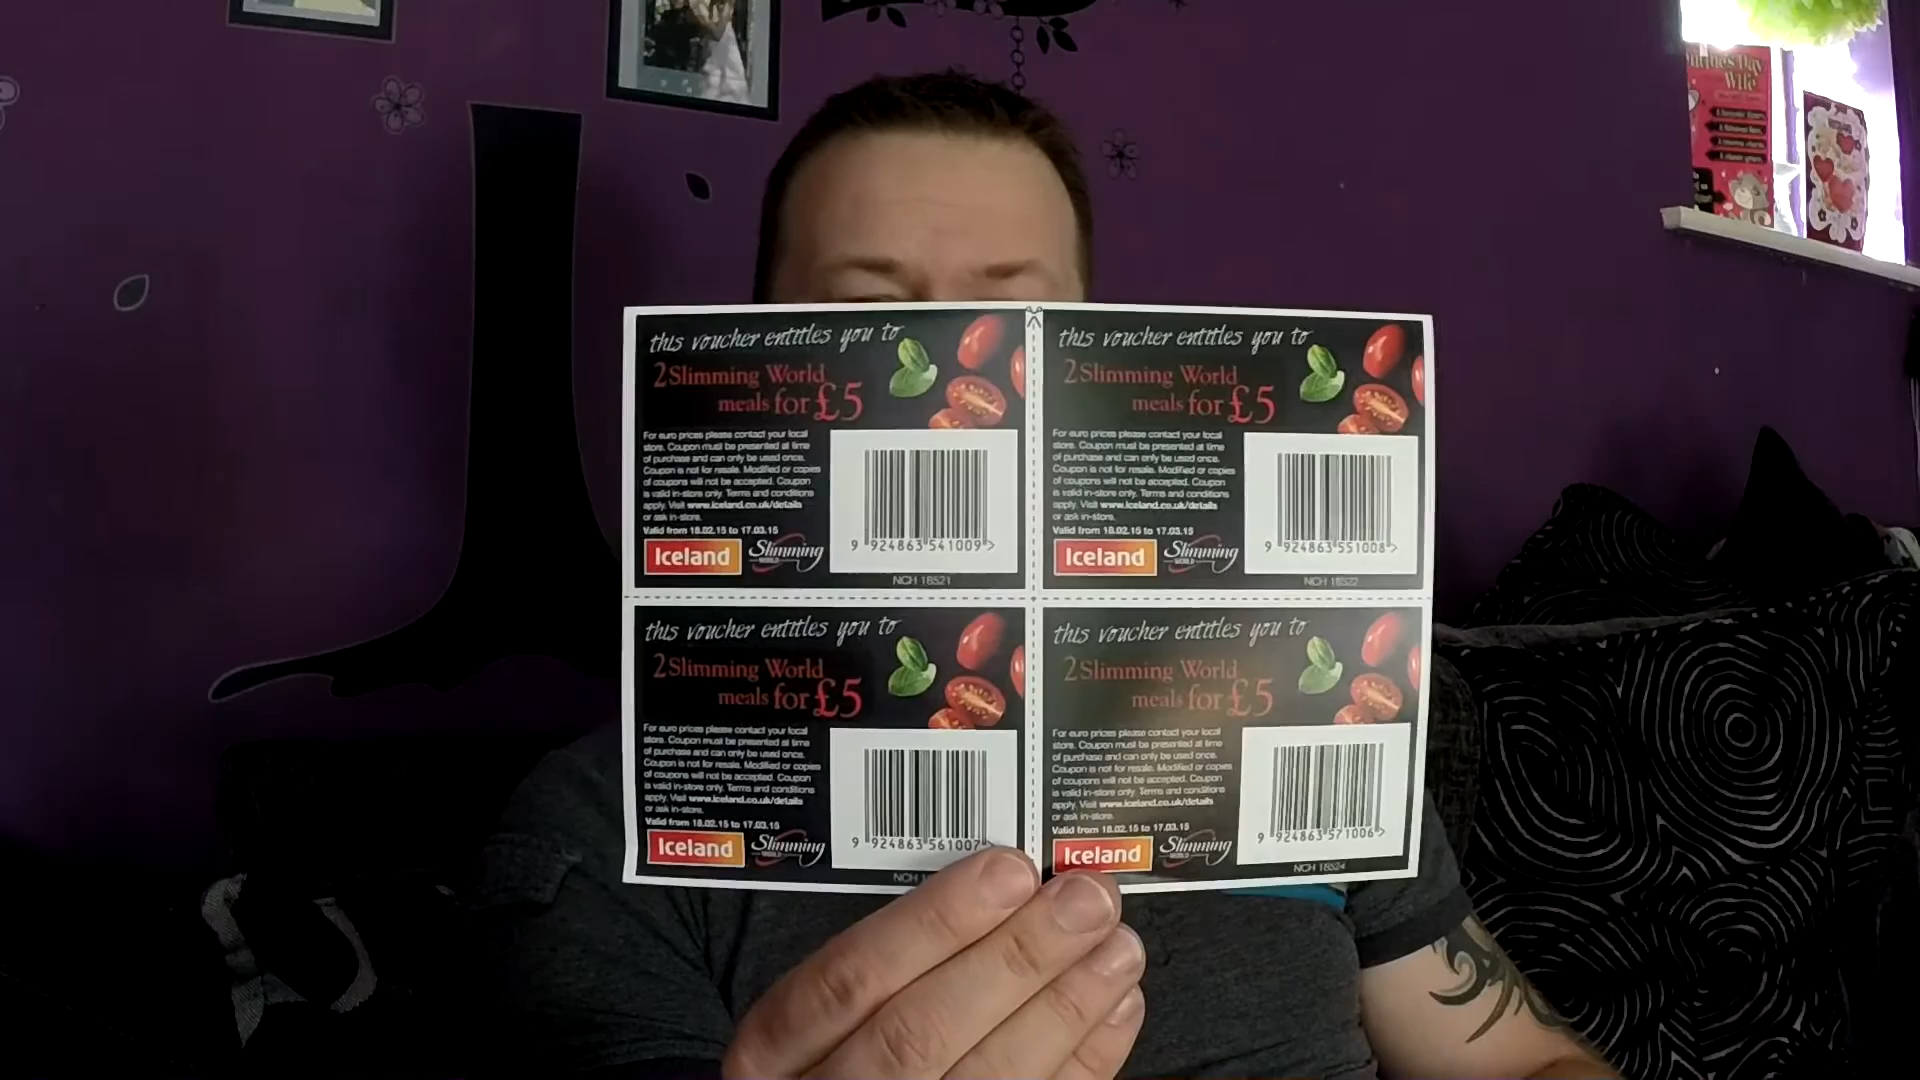 ntine's Day
Wife
this voucher entitles you to
2 Slimming World
meals for £5
For euro prices please contact your local
store. Coupon must be presented at time
of purchase and can only be used once.
Coupon is not for resale. Modified or copies
of coupons will not be accepted. Coupon
is valid in-store only. Terms and conditions
apply. Visit www.iceland.co.uk/details
or ask in-store.
Valid from 18.02.15 to 17.03.15
Iceland
Slimming
WORLD
9 924863 541009 >
NCH 18521
this voucher entitles you to
2 Slimming World
meals for £5
For euro prices please contact your local
store. Coupon must be presented at time
of purchase and can only be used once.
Coupon is not for resale. Modified or copies
of coupons will not be accepted. Coupon
is valid in-store only. Terms and conditions
apply. Visit www.iceland.co.uk/details
or ask in-store.
Valid from 18.02.15 to 17.03.15
Iceland
Slimming
WORLD
9 924863 551008 >
NCH 18522
this voucher entitles you to
2 Slimming World
meals for £5
For euro prices please contact your local
store. Coupon must be presented at time
of purchase and can only be used once.
Coupon is not for resale. Modified or copies
of coupons will not be accepted. Coupon
is valid in-store only. Terms and conditions
apply. Visit www.iceland.co.uk/details
or ask in-store.
Valid from 18.02.15 to 17.03.15
Iceland
Slimming
WORLD
9 924863 561007 >
NCH
this voucher entitles you to
2 Slimming World
meals for £5
For euro prices please contact your local
store. Coupon must be presented at time
of purchase and can only be used once.
Coupon is not for resale. Modified or copies
of coupons will not be accepted. Coupon
is valid in-store only. Terms and conditions
apply. Visit www.iceland.co.uk/details
or ask in-store.
Valid from 18.02.15 to 17.03.15
Iceland
Slimming
WORLD
9 924863 571006 >
NCH 18524